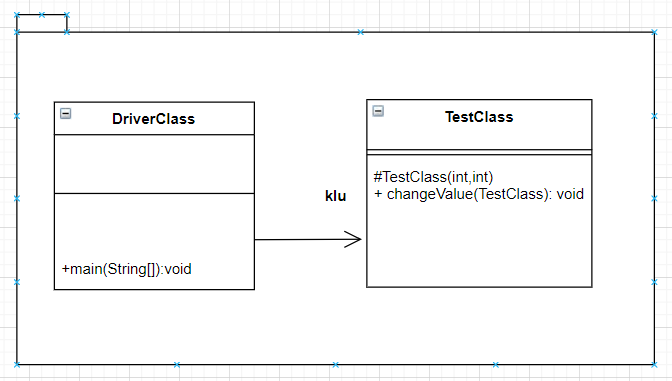 DriverClass
+main(String[]):void
klu
TestClass
#TestClass(int,int)
+ changeValue(TestClass): void